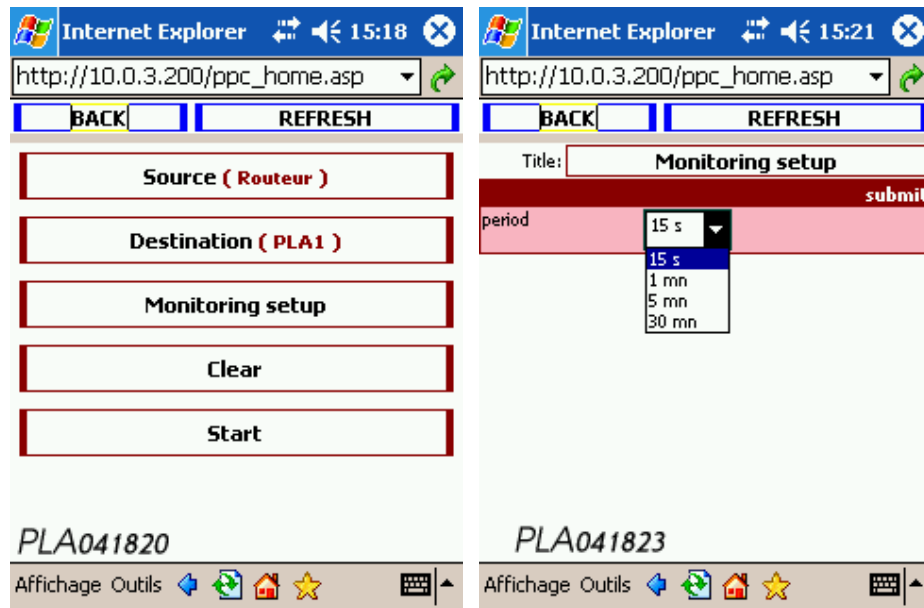 Internet Explorer 15:18
http://10.0.3.200/ppc_home.asp
BACK REFRESH
Source ( Routeur )
Destination ( PLA1 )
Monitoring setup
Clear
Start
PLA041820
Affichage Outils
Internet Explorer 15:21
http://10.0.3.200/ppc_home.asp
BACK REFRESH
Title: Monitoring setup
submit
period 15 s
15 s
1 mn
5 mn
30 mn
PLA041823
Affichage Outils